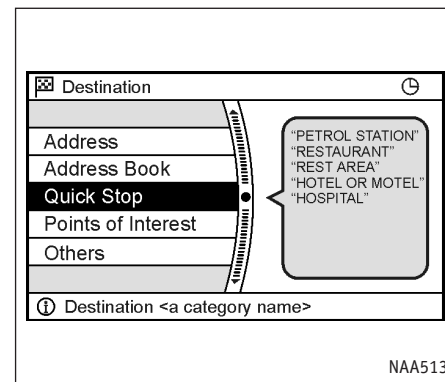 Destination
Address
Address Book
Quick Stop
Points of Interest
Others
“PETROL STATION”
“RESTAURANT”
“REST AREA”
“HOTEL OR MOTEL”
“HOSPITAL”
Destination <a category name>
NAA513